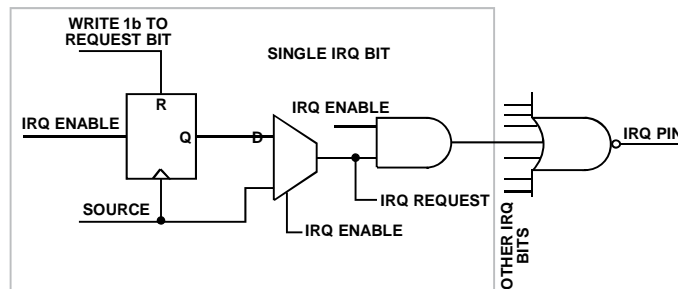 WRITE 1b TO
REQUEST BIT
SINGLE IRQ BIT
R
IRQ ENABLE
IRQ ENABLE
Q
D
IRQ PIN
IRQ REQUEST
SOURCE
IRQ ENABLE
OTHER IRQ
BITS